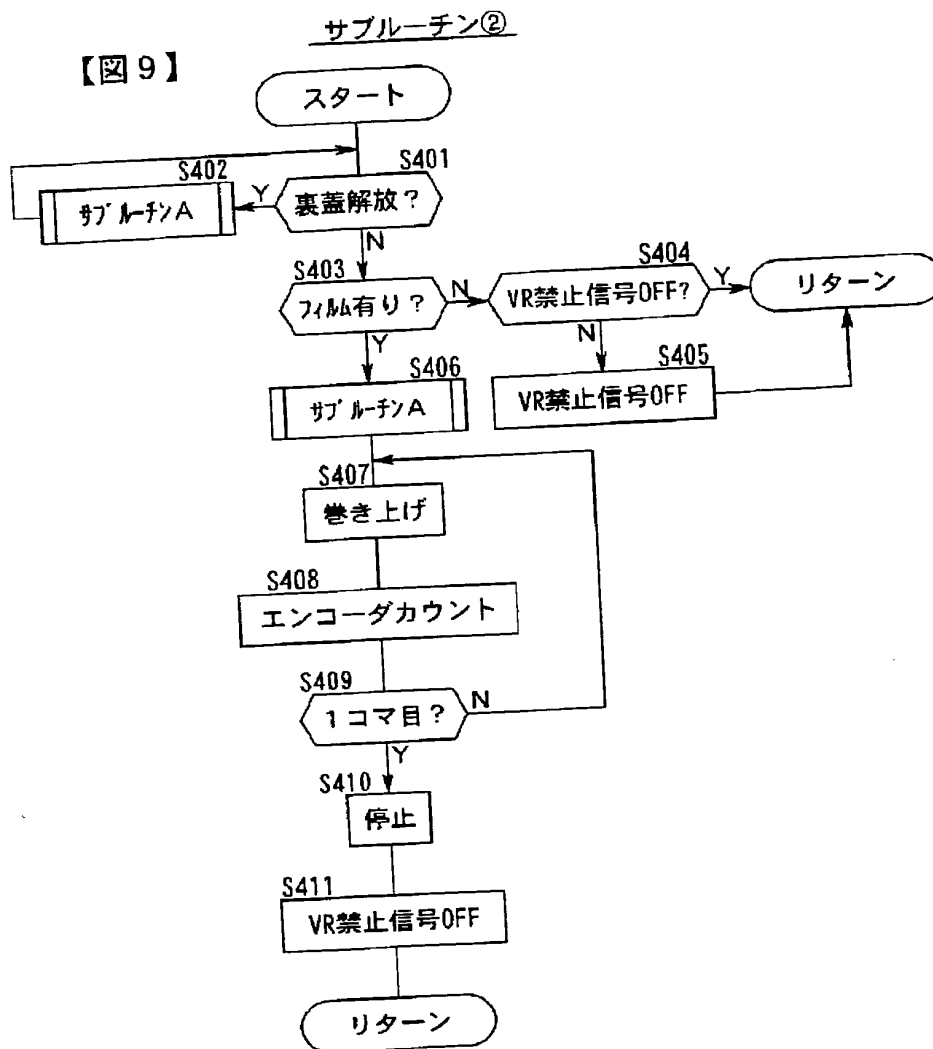 サブルーチン②
【図９】
スタート
S401
S402
裏蓋解放？
Y
サブルーチンA
N
S403
S404
フィルム有り？
N
VR禁止信号OFF?
Y
リターン
Y
N
S405
S406
VR禁止信号OFF
サブルーチンA
S407
巻き上げ
S408
エンコーダカウント
S409
１コマ目？
N
Y
S410
停止
S411
VR禁止信号OFF
リターン